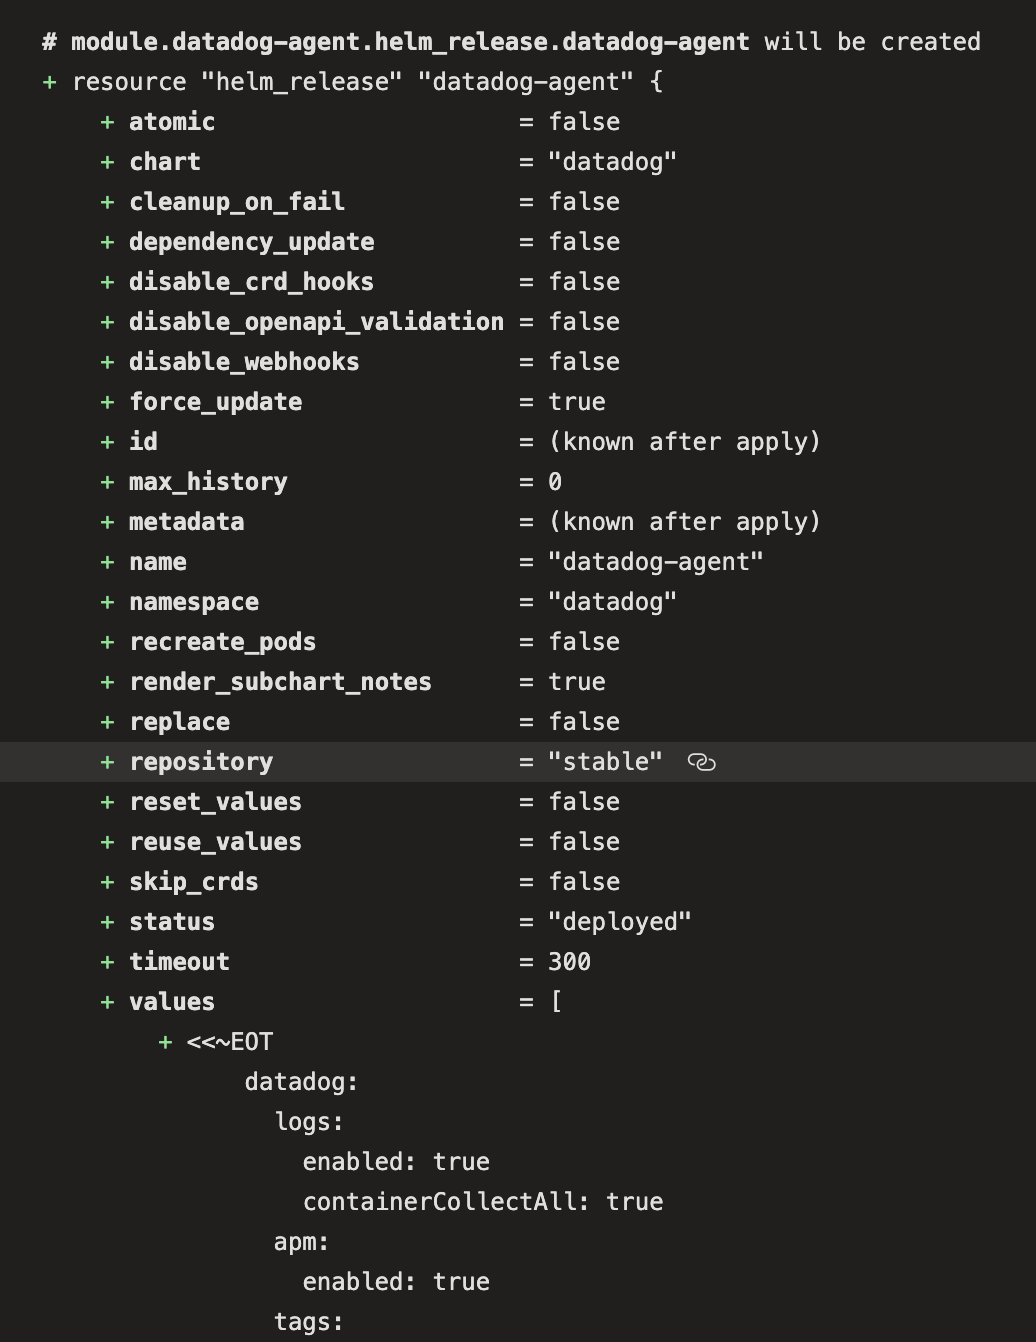 # module.datadog-agent.helm_release.datadog-agent will be created
+ resource "helm_release" "datadog-agent" {
+ atomic = false
+ chart = "datadog"
+ cleanup_on_fail = false
+ dependency_update = false
+ disable_crd_hooks = false
+ disable_openapi_validation = false
+ disable_webhooks = false
+ force_update = true
+ id = (known after apply)
+ max_history = 0
+ metadata = (known after apply)
+ name = "datadog-agent"
+ namespace = "datadog"
+ recreate_pods = false
+ render_subchart_notes = true
+ replace = false
+ repository = "stable"
+ reset_values = false
+ reuse_values = false
+ skip_crds = false
+ status = "deployed"
+ timeout = 300
+ values = [
+ <<~EOT
datadog:
logs:
enabled: true
containerCollectAll: true
apm:
enabled: true
tags: